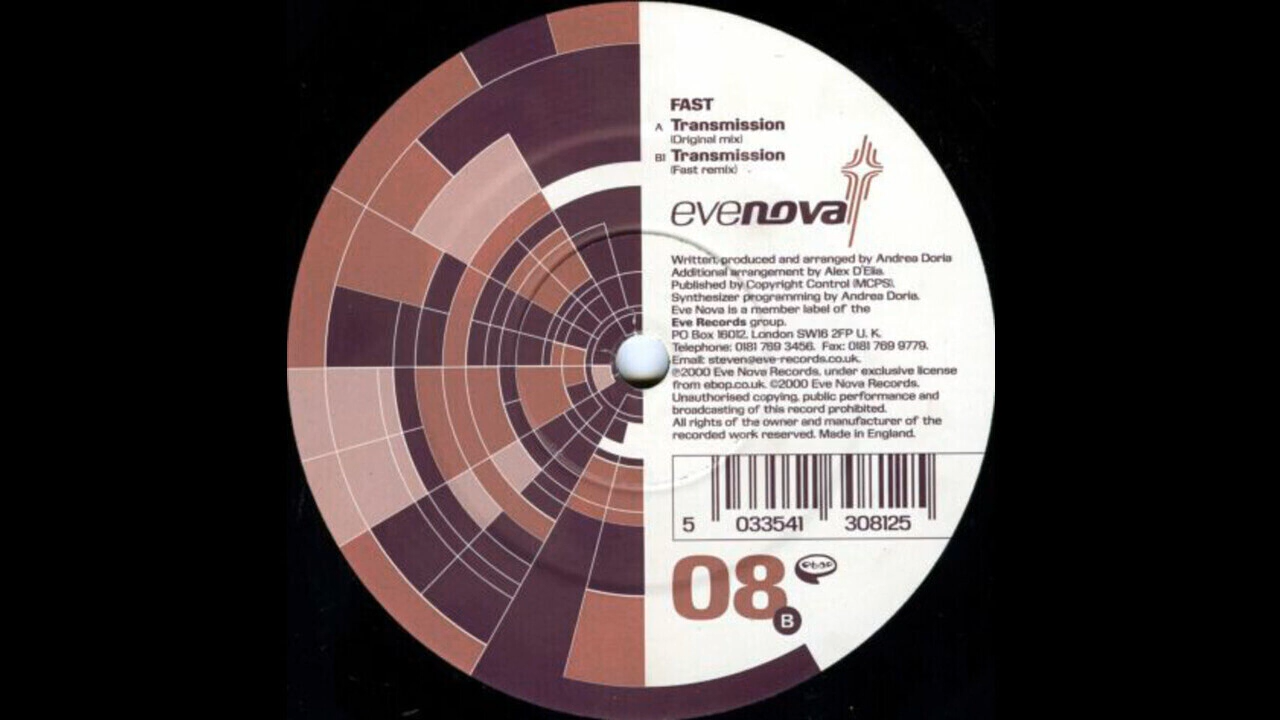 FAST
A Transmission
(Original mix)
B1 Transmission
(Fast remix)
evenova
Written, produced and arranged by Andrea Doria
Additional arrangement by Alex D'Elia.
Published by Copyright Control (MCPS).
Synthesizer programming by Andrea Doria.
Eve Nova is a member label of the
Eve Records group.
PO Box 16012, London SW16 2FP U. K.
Telephone: 0181 769 3456. Fax: 0181 769 9779.
Email: steven@eve-records.co.uk.
℗2000 Eve Nova Records, under exclusive license
from ebop.co.uk. ©2000 Eve Nova Records.
Unauthorised copying, public performance and
broadcasting of this record prohibited.
All rights of the owner and manufacturer of the
recorded work reserved. Made in England.
5 033541 308125
08 ebop
B